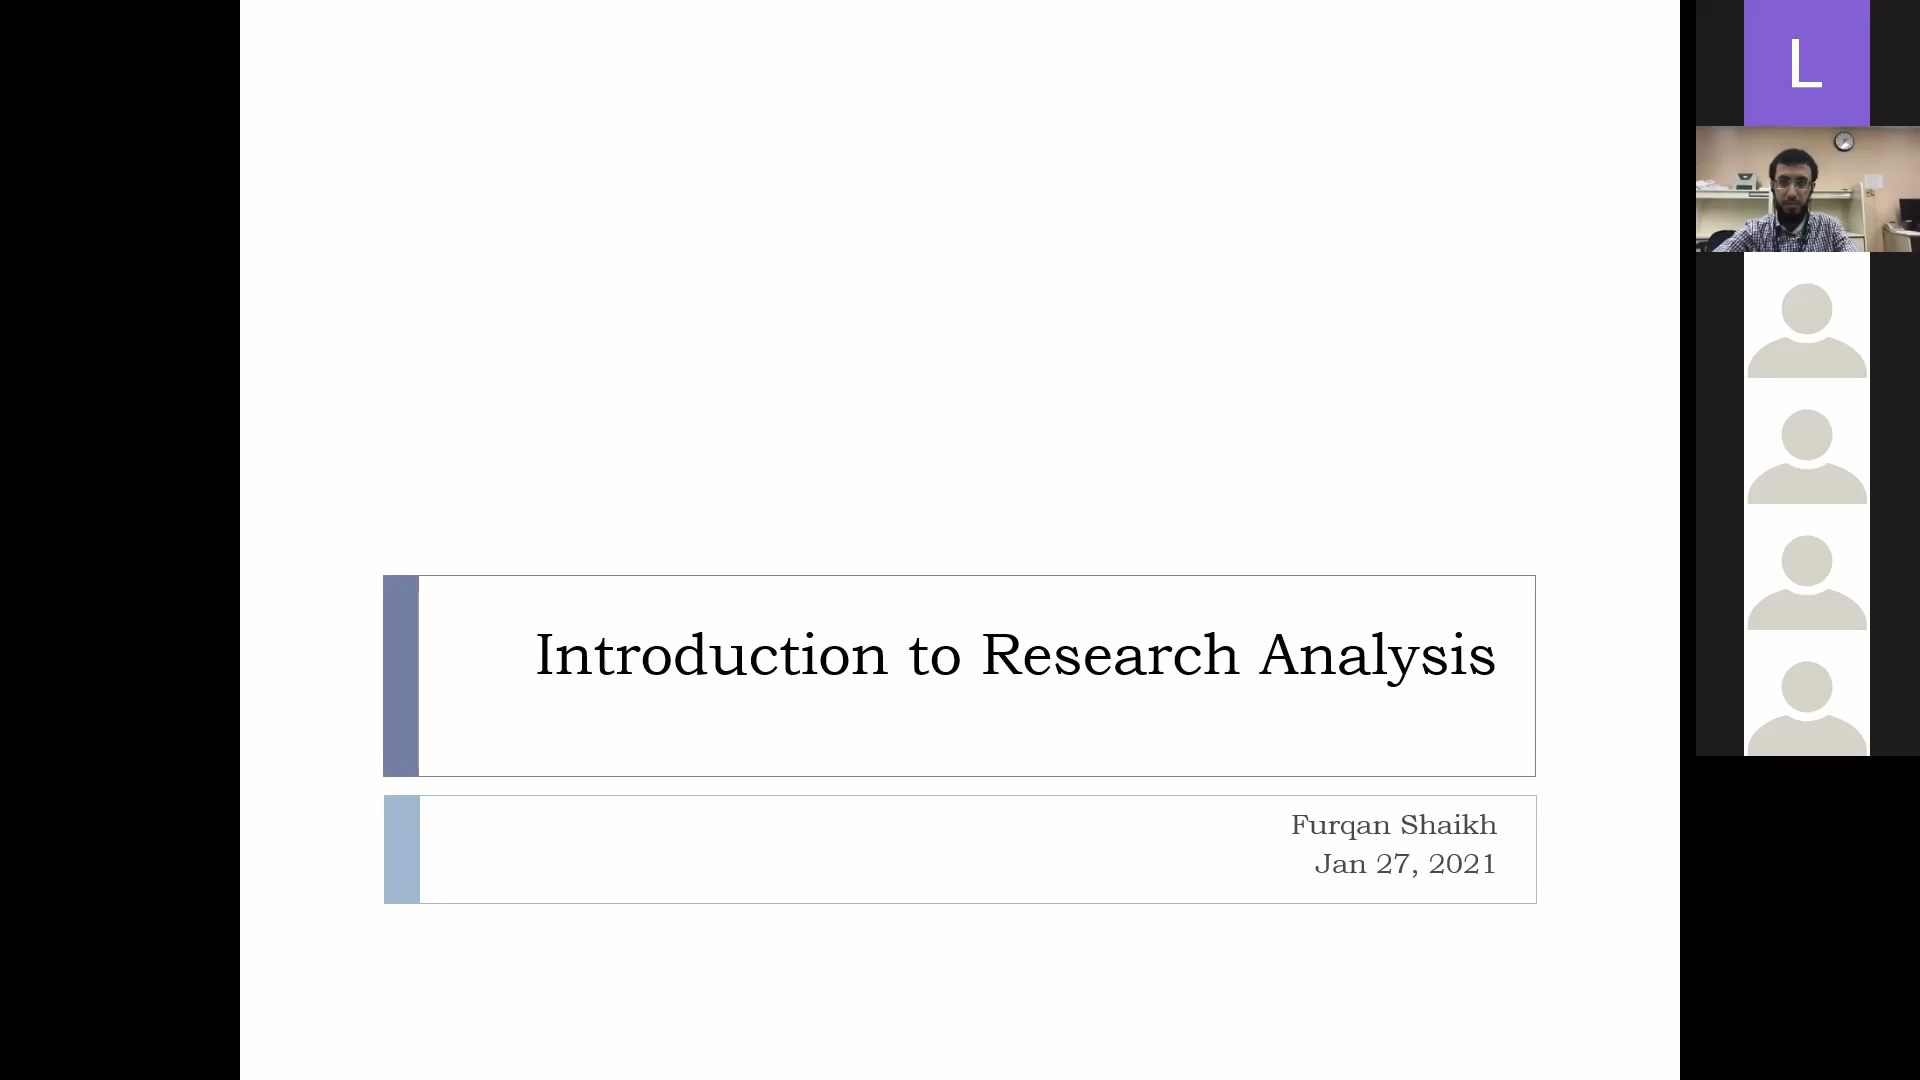 L
Introduction to Research Analysis
Furqan Shaikh
Jan 27, 2021